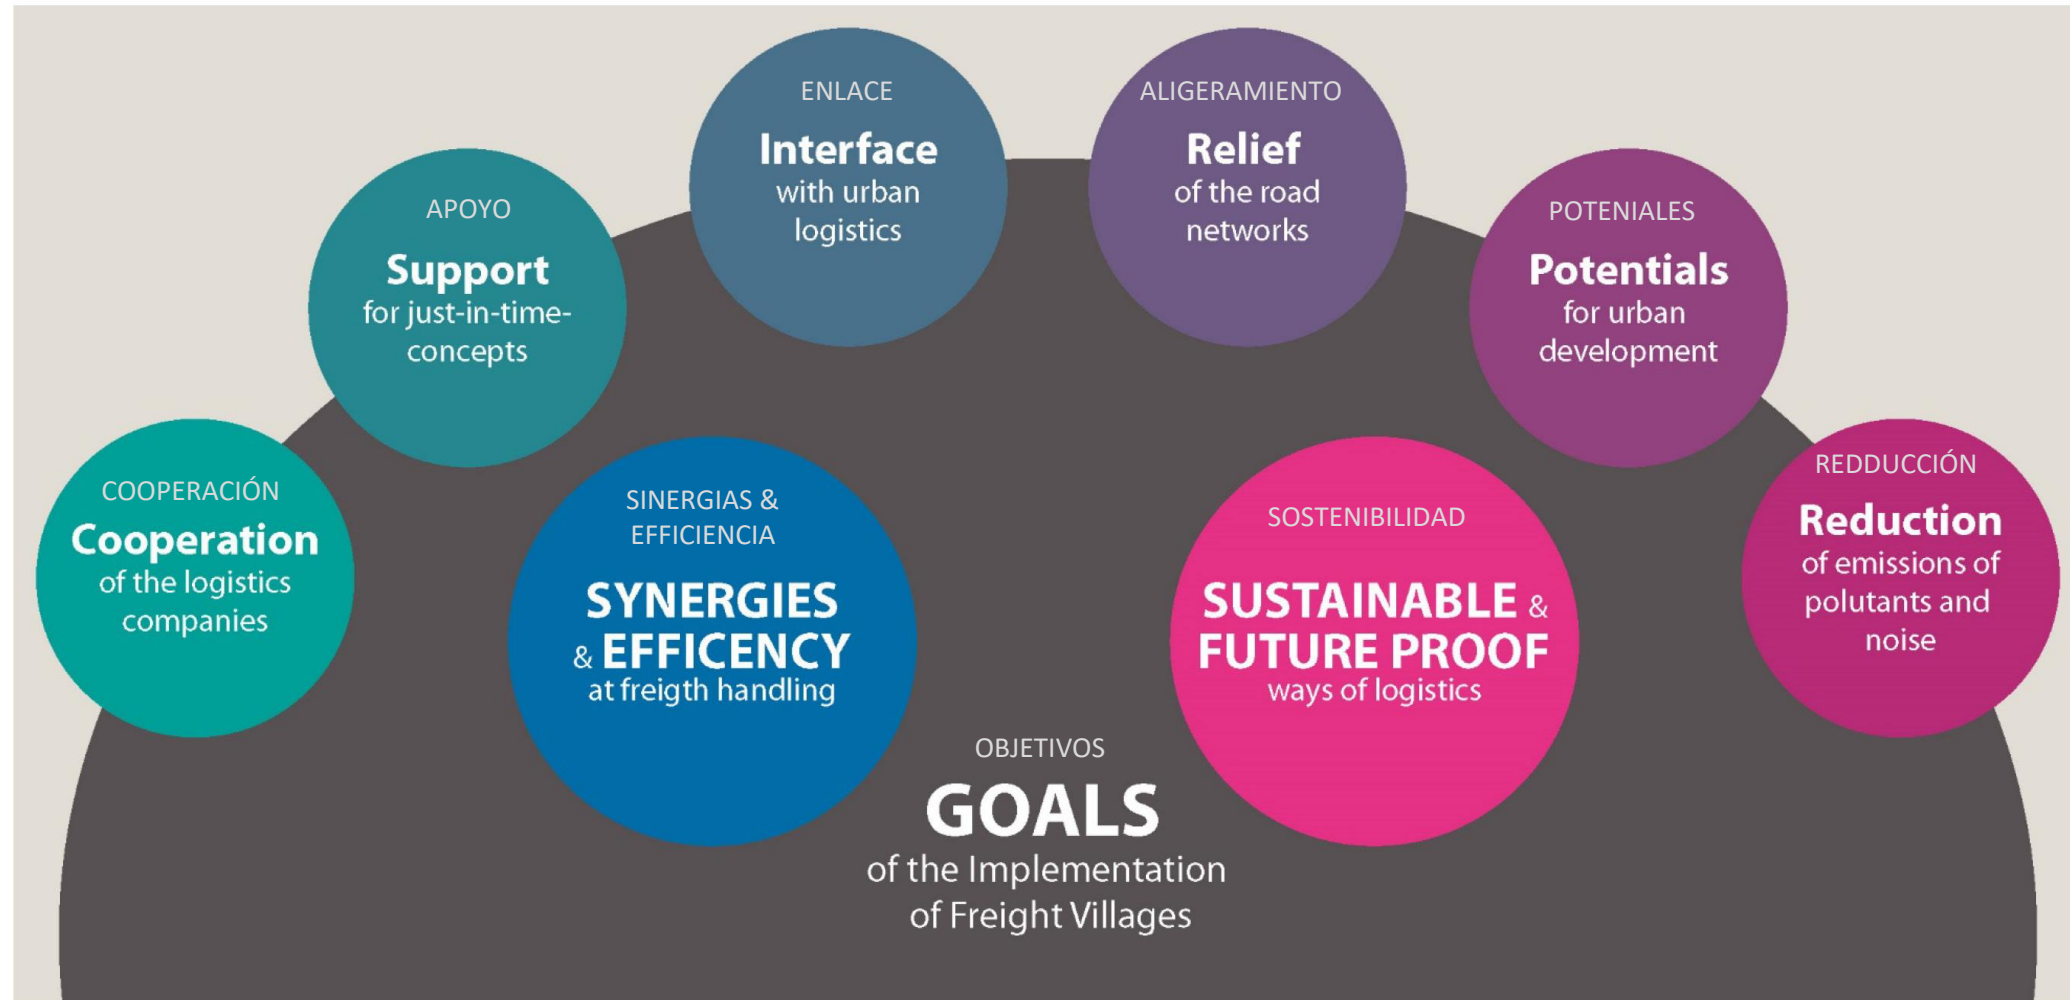 COOPERACIÓN
Cooperation
of the logistics
companies
APOYO
Support
for just-in-time-
concepts
ENLACE
Interface
with urban
logistics
ALIGERAMIENTO
Relief
of the road
networks
POTENIALES
Potentials
for urban
development
REDDUCCIÓN
Reduction
of emissions of
polutants and
noise
SINERGIAS &
EFFICIENCIA
SYNERGIES
& EFFICENCY
at freigth handling
SOSTENIBILIDAD
SUSTAINABLE &
FUTURE PROOF
ways of logistics
OBJETIVOS
GOALS
of the Implementation
of Freight Villages